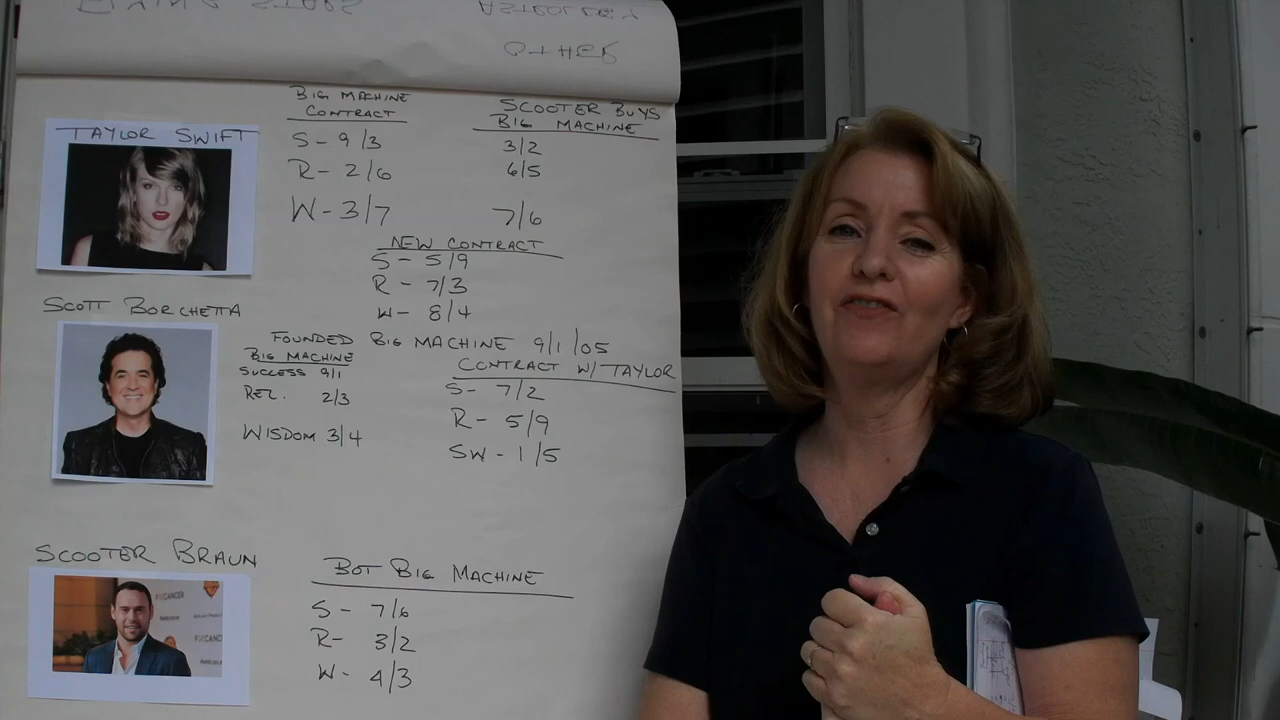 OTHER
TAYLOR SWIFT
BIG MACHINE
CONTRACT
S - 9/3
R - 2/6
W - 3/7
SCOOTER BUYS
BIG MACHINE
3/2
6/5
7/6
NEW CONTRACT
S - 5/9
R - 7/3
W - 8/4
SCOTT BORCHETTA
FOUNDED BIG MACHINE 9/1/05
BIG MACHINE
SUCCESS 9/1
REL. 2/3
WISDOM 3/4
CONTRACT W/ TAYLOR
S - 7/2
R - 5/9
SW - 1/5
SCOOTER BRAUN
BOT BIG MACHINE
S - 7/6
R - 3/2
W - 4/3